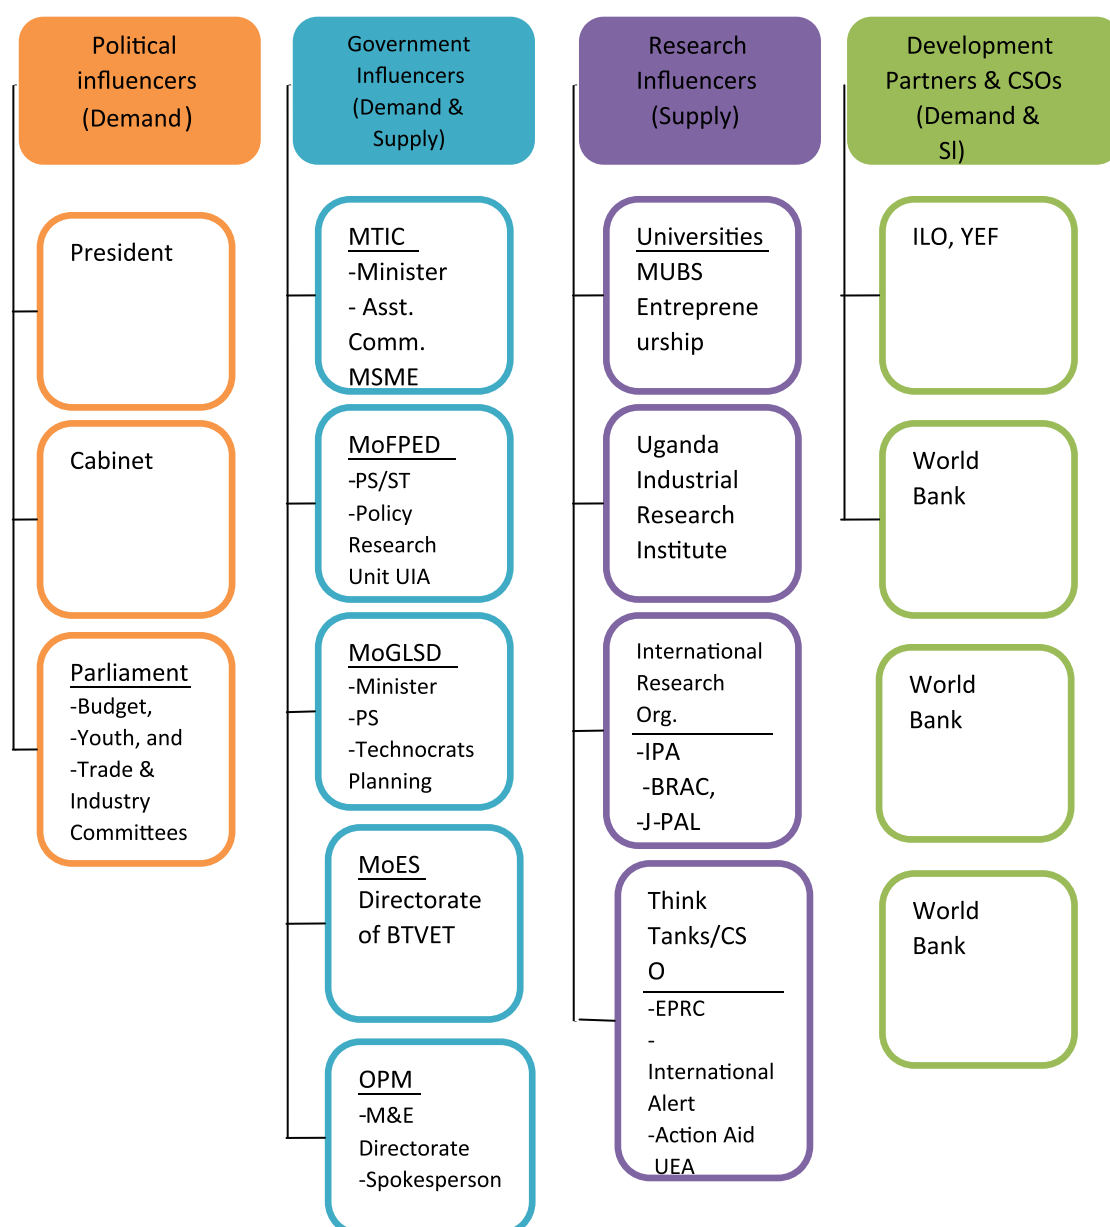 Political
influencers
(Demand)
Government
Influencers
(Demand &
Supply)
Research
Influencers
(Supply)
Development
Partners & CSOs
(Demand &
Sl)
President
Cabinet
Parliament
-Budget,
-Youth, and
-Trade &
Industry
Committees
MTIC
-Minister
- Asst.
Comm.
MSME
MoFPED
-PS/ST
-Policy
Research
Unit UIA
MoGLSD
-Minister
-PS
-Technocrats
Planning
MoES
Directorate
of BTVET
OPM
-M&E
Directorate
-Spokesperson
Universities
MUBS
Entreprene
urship
Uganda
Industrial
Research
Institute
International
Research
Org.
-IPA
-BRAC,
-J-PAL
Think
Tanks/CS
O
-EPRC
-
International
Alert
-Action Aid
UEA
ILO, YEF
World
Bank
World
Bank
World
Bank